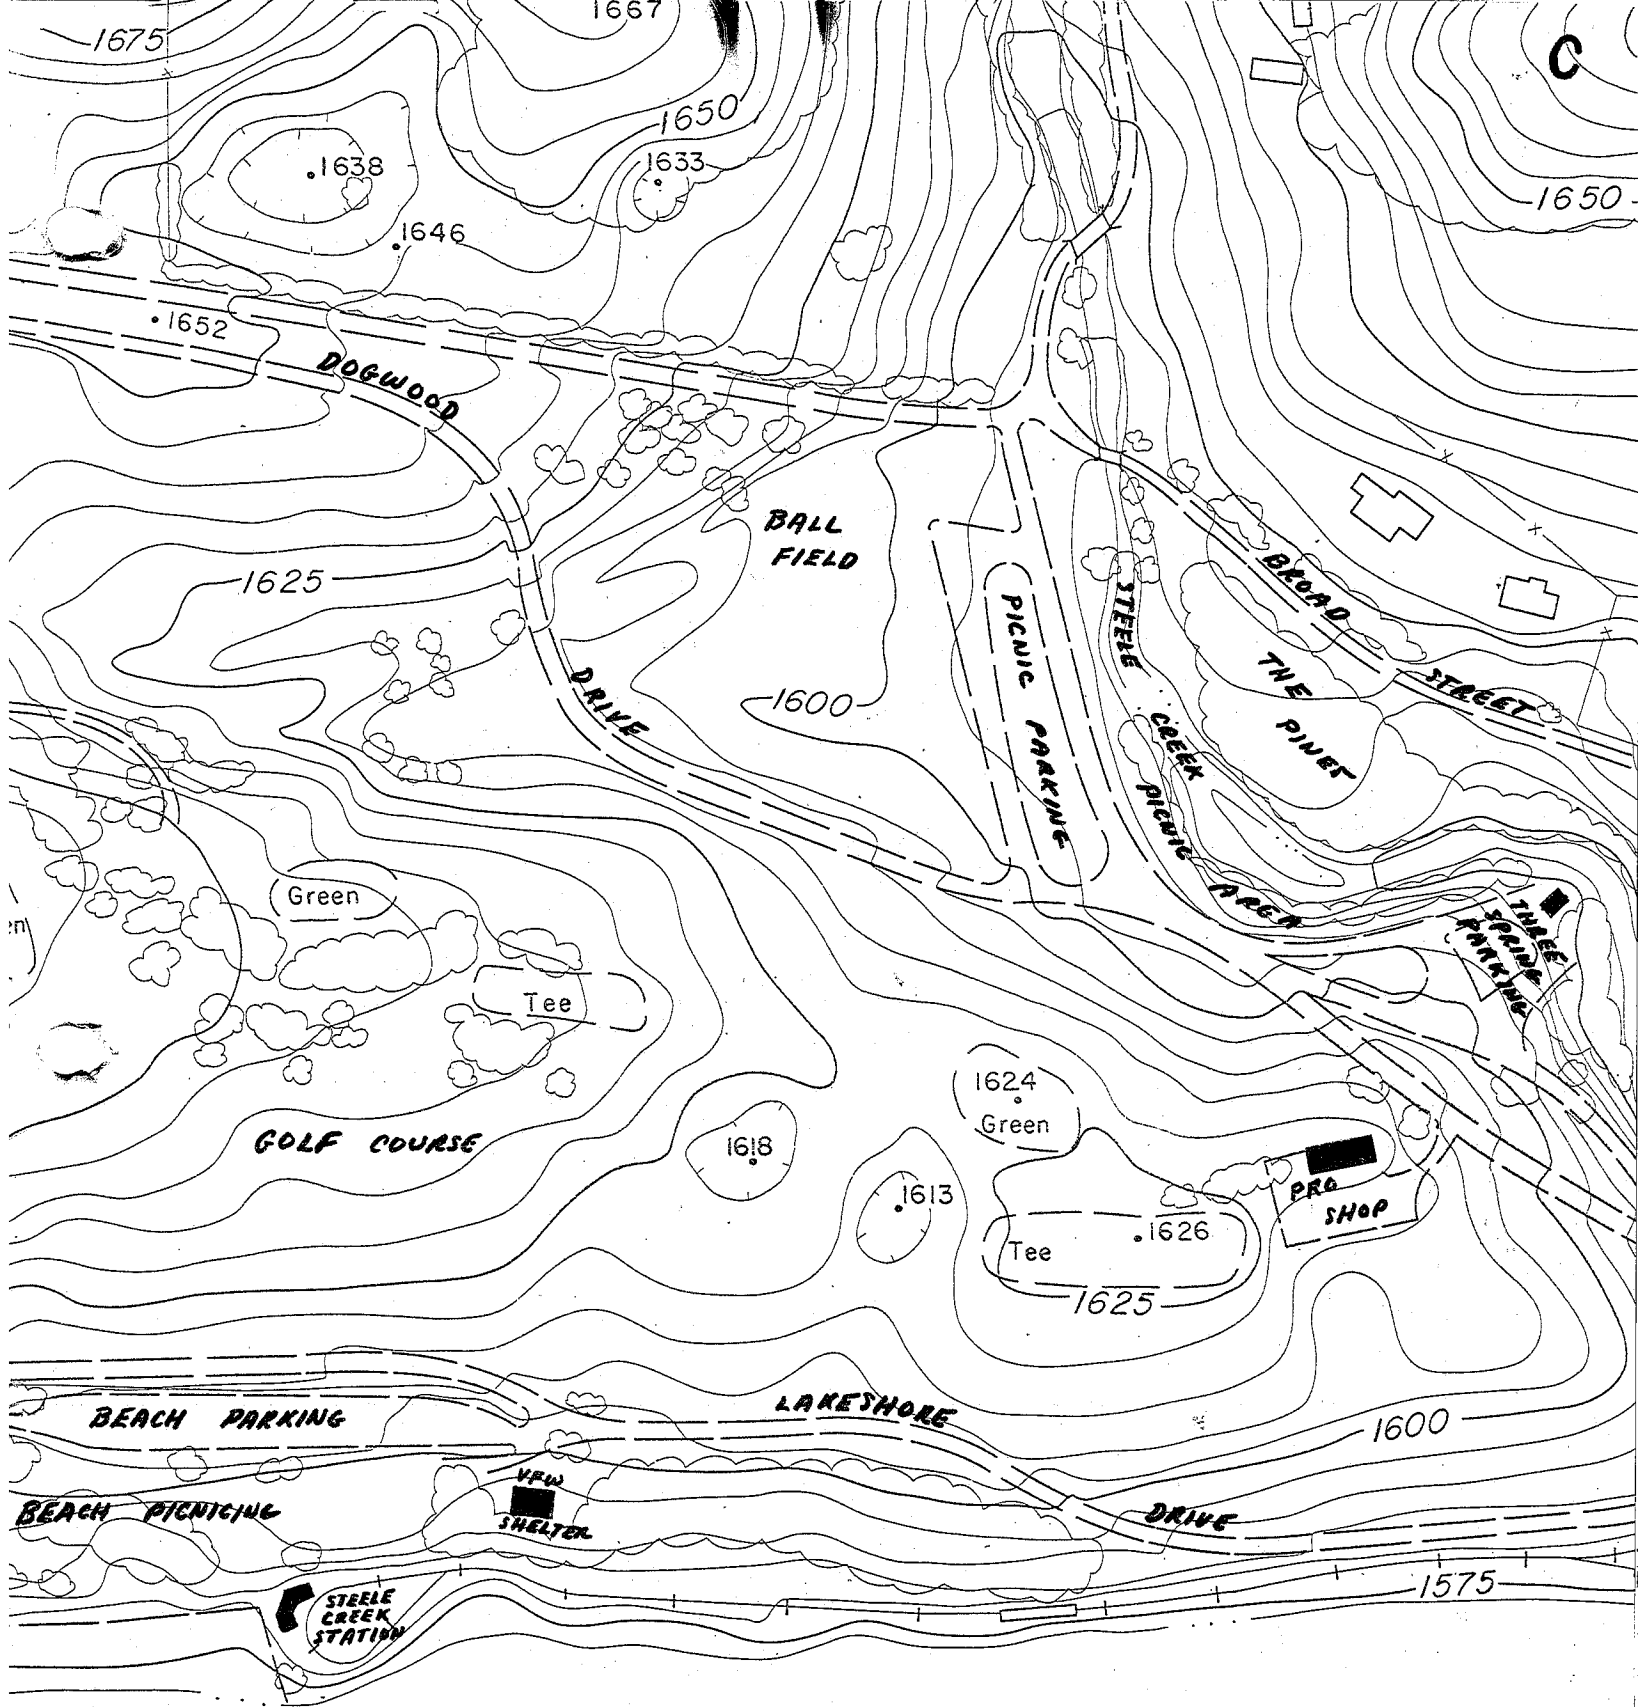 1667
1675
C
1650
1638
1633
1650
1646
1652
DOGWOOD
BALL
FIELD
1625
BROAD
STEELE
PICNIC
THE
DRIVE
STREET
1600
CREEK
PINES
PARKING
PICNIC
Green
AREA
THREE
SPRING
PARKING
Tee
1624
Green
GOLF COURSE
1618
1613
PRO
SHOP
1626
Tee
1625
LAKESHORE
BEACH PARKING
1600
VFW
BEACH PICNICING
SHELTER
DRIVE
1575
STEELE
CREEK
STATION